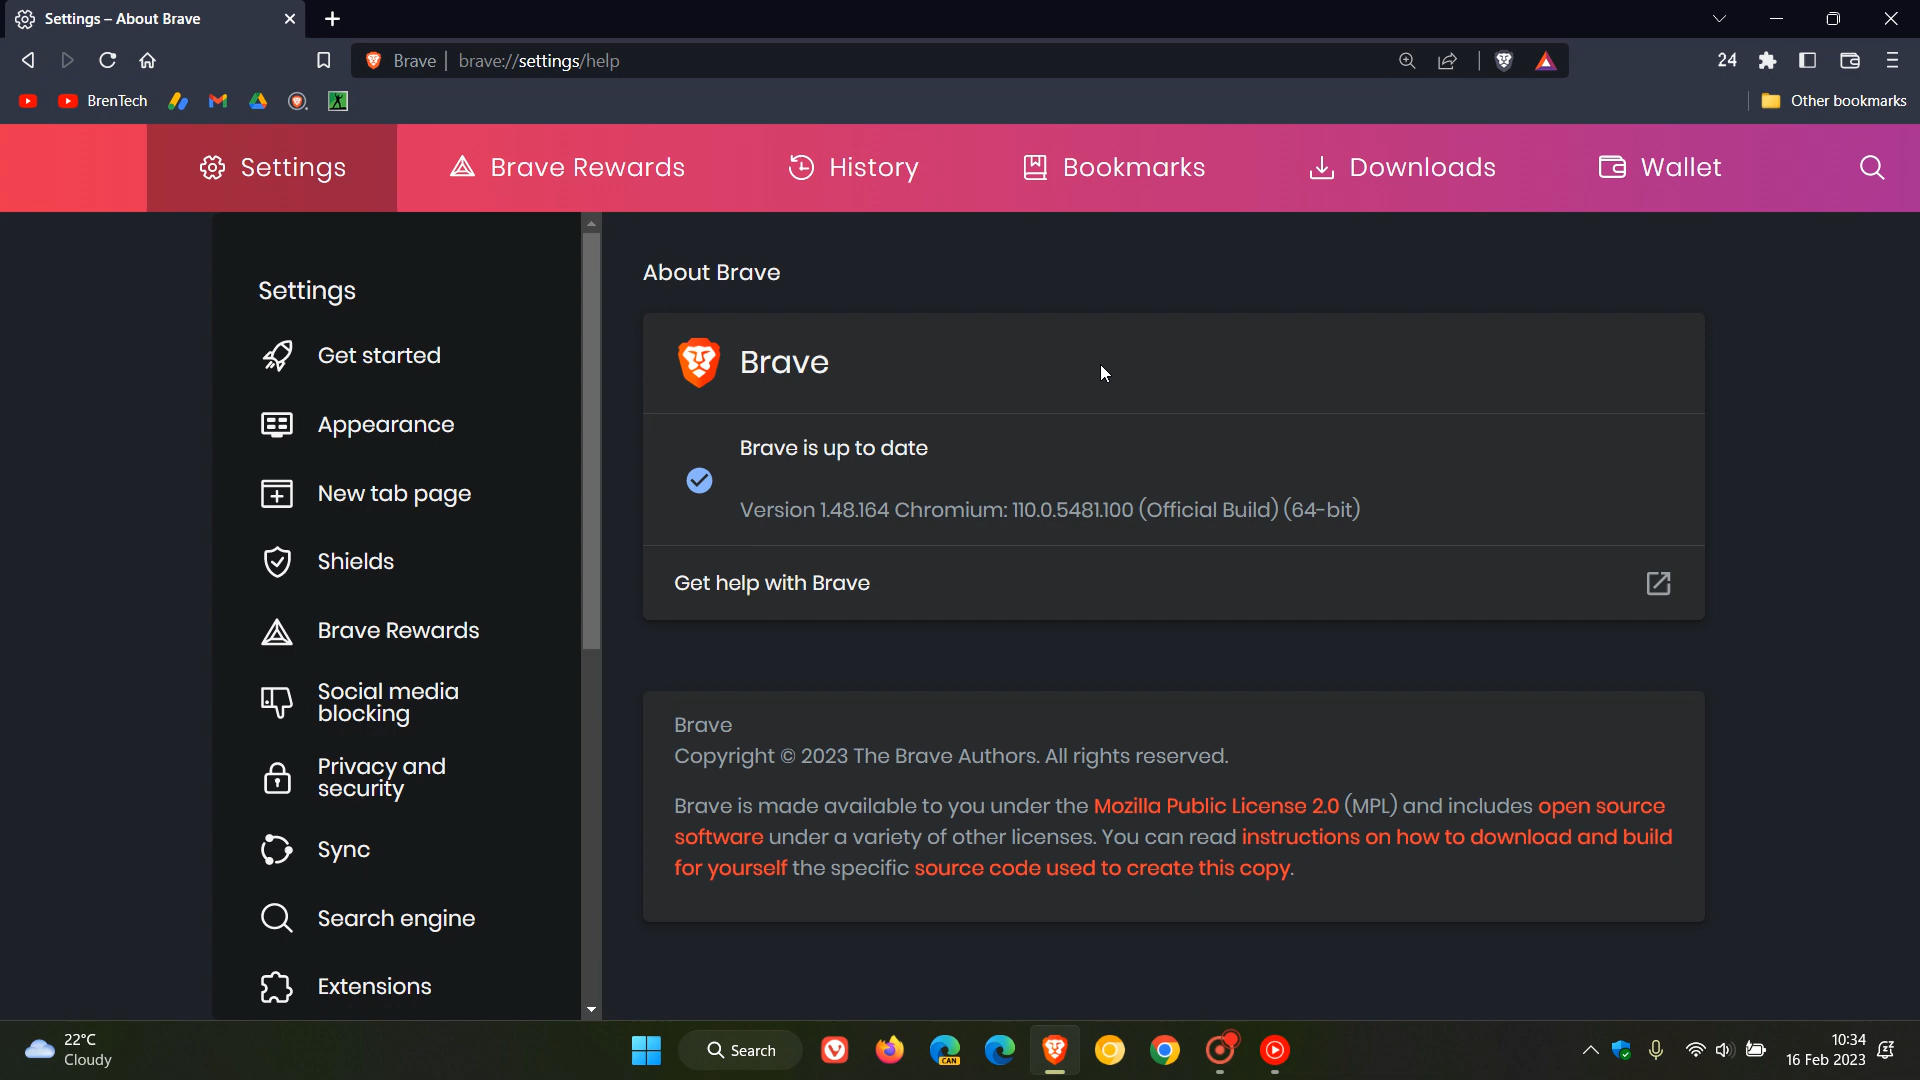 Settings – About Brave
Brave
brave://settings/help
24
BrenTech
Other bookmarks
Settings
Brave Rewards
History
Bookmarks
Downloads
Wallet
Settings
Get started
Appearance
New tab page
Shields
Brave Rewards
Social media
blocking
Privacy and
security
Sync
Search engine
Extensions
About Brave
Brave
Brave is up to date
Version 1.48.164 Chromium: 110.0.5481.100 (Official Build) (64-bit)
Get help with Brave
Brave
Copyright © 2023 The Brave Authors. All rights reserved.
Brave is made available to you under the Mozilla Public License 2.0 (MPL) and includes open source
software under a variety of other licenses. You can read instructions on how to download and build
for yourself the specific source code used to create this copy.
22°C
Cloudy
Search
CAN
10:34
16 Feb 2023